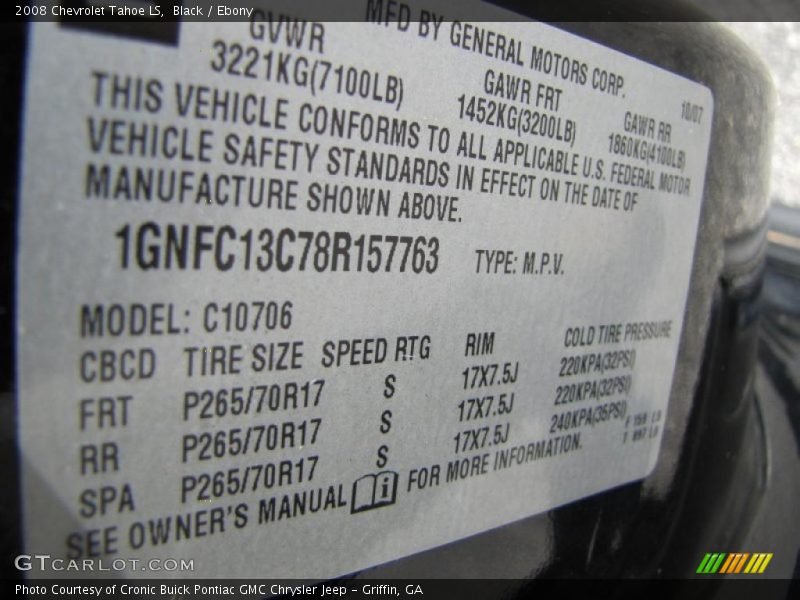 2008 Chevrolet Tahoe LS, Black / Ebony
MFD BY GENERAL MOTORS CORP.
10/07
GVWR
GAWR FRT
GAWR RR
3221KG(7100LB)
1452KG(3200LB)
1860KG(4100LB)
THIS VEHICLE CONFORMS TO ALL APPLICABLE U.S. FEDERAL MOTOR
VEHICLE SAFETY STANDARDS IN EFFECT ON THE DATE OF
MANUFACTURE SHOWN ABOVE.
1GNFC13C78R157763 TYPE: M.P.V.
MODEL: C10706
CBCD TIRE SIZE SPEED RTG RIM COLD TIRE PRESSURE
FRT P265/70R17 S 17X7.5J 220KPA(32PSI)
RR P265/70R17 S 17X7.5J 220KPA(32PSI)
SPA P265/70R17 S 17X7.5J 240KPA(35PSI)
SEE OWNER'S MANUAL i FOR MORE INFORMATION.
GTcarlot.com
Photo Courtesy of Cronic Buick Pontiac GMC Chrysler Jeep – Griffin, GA